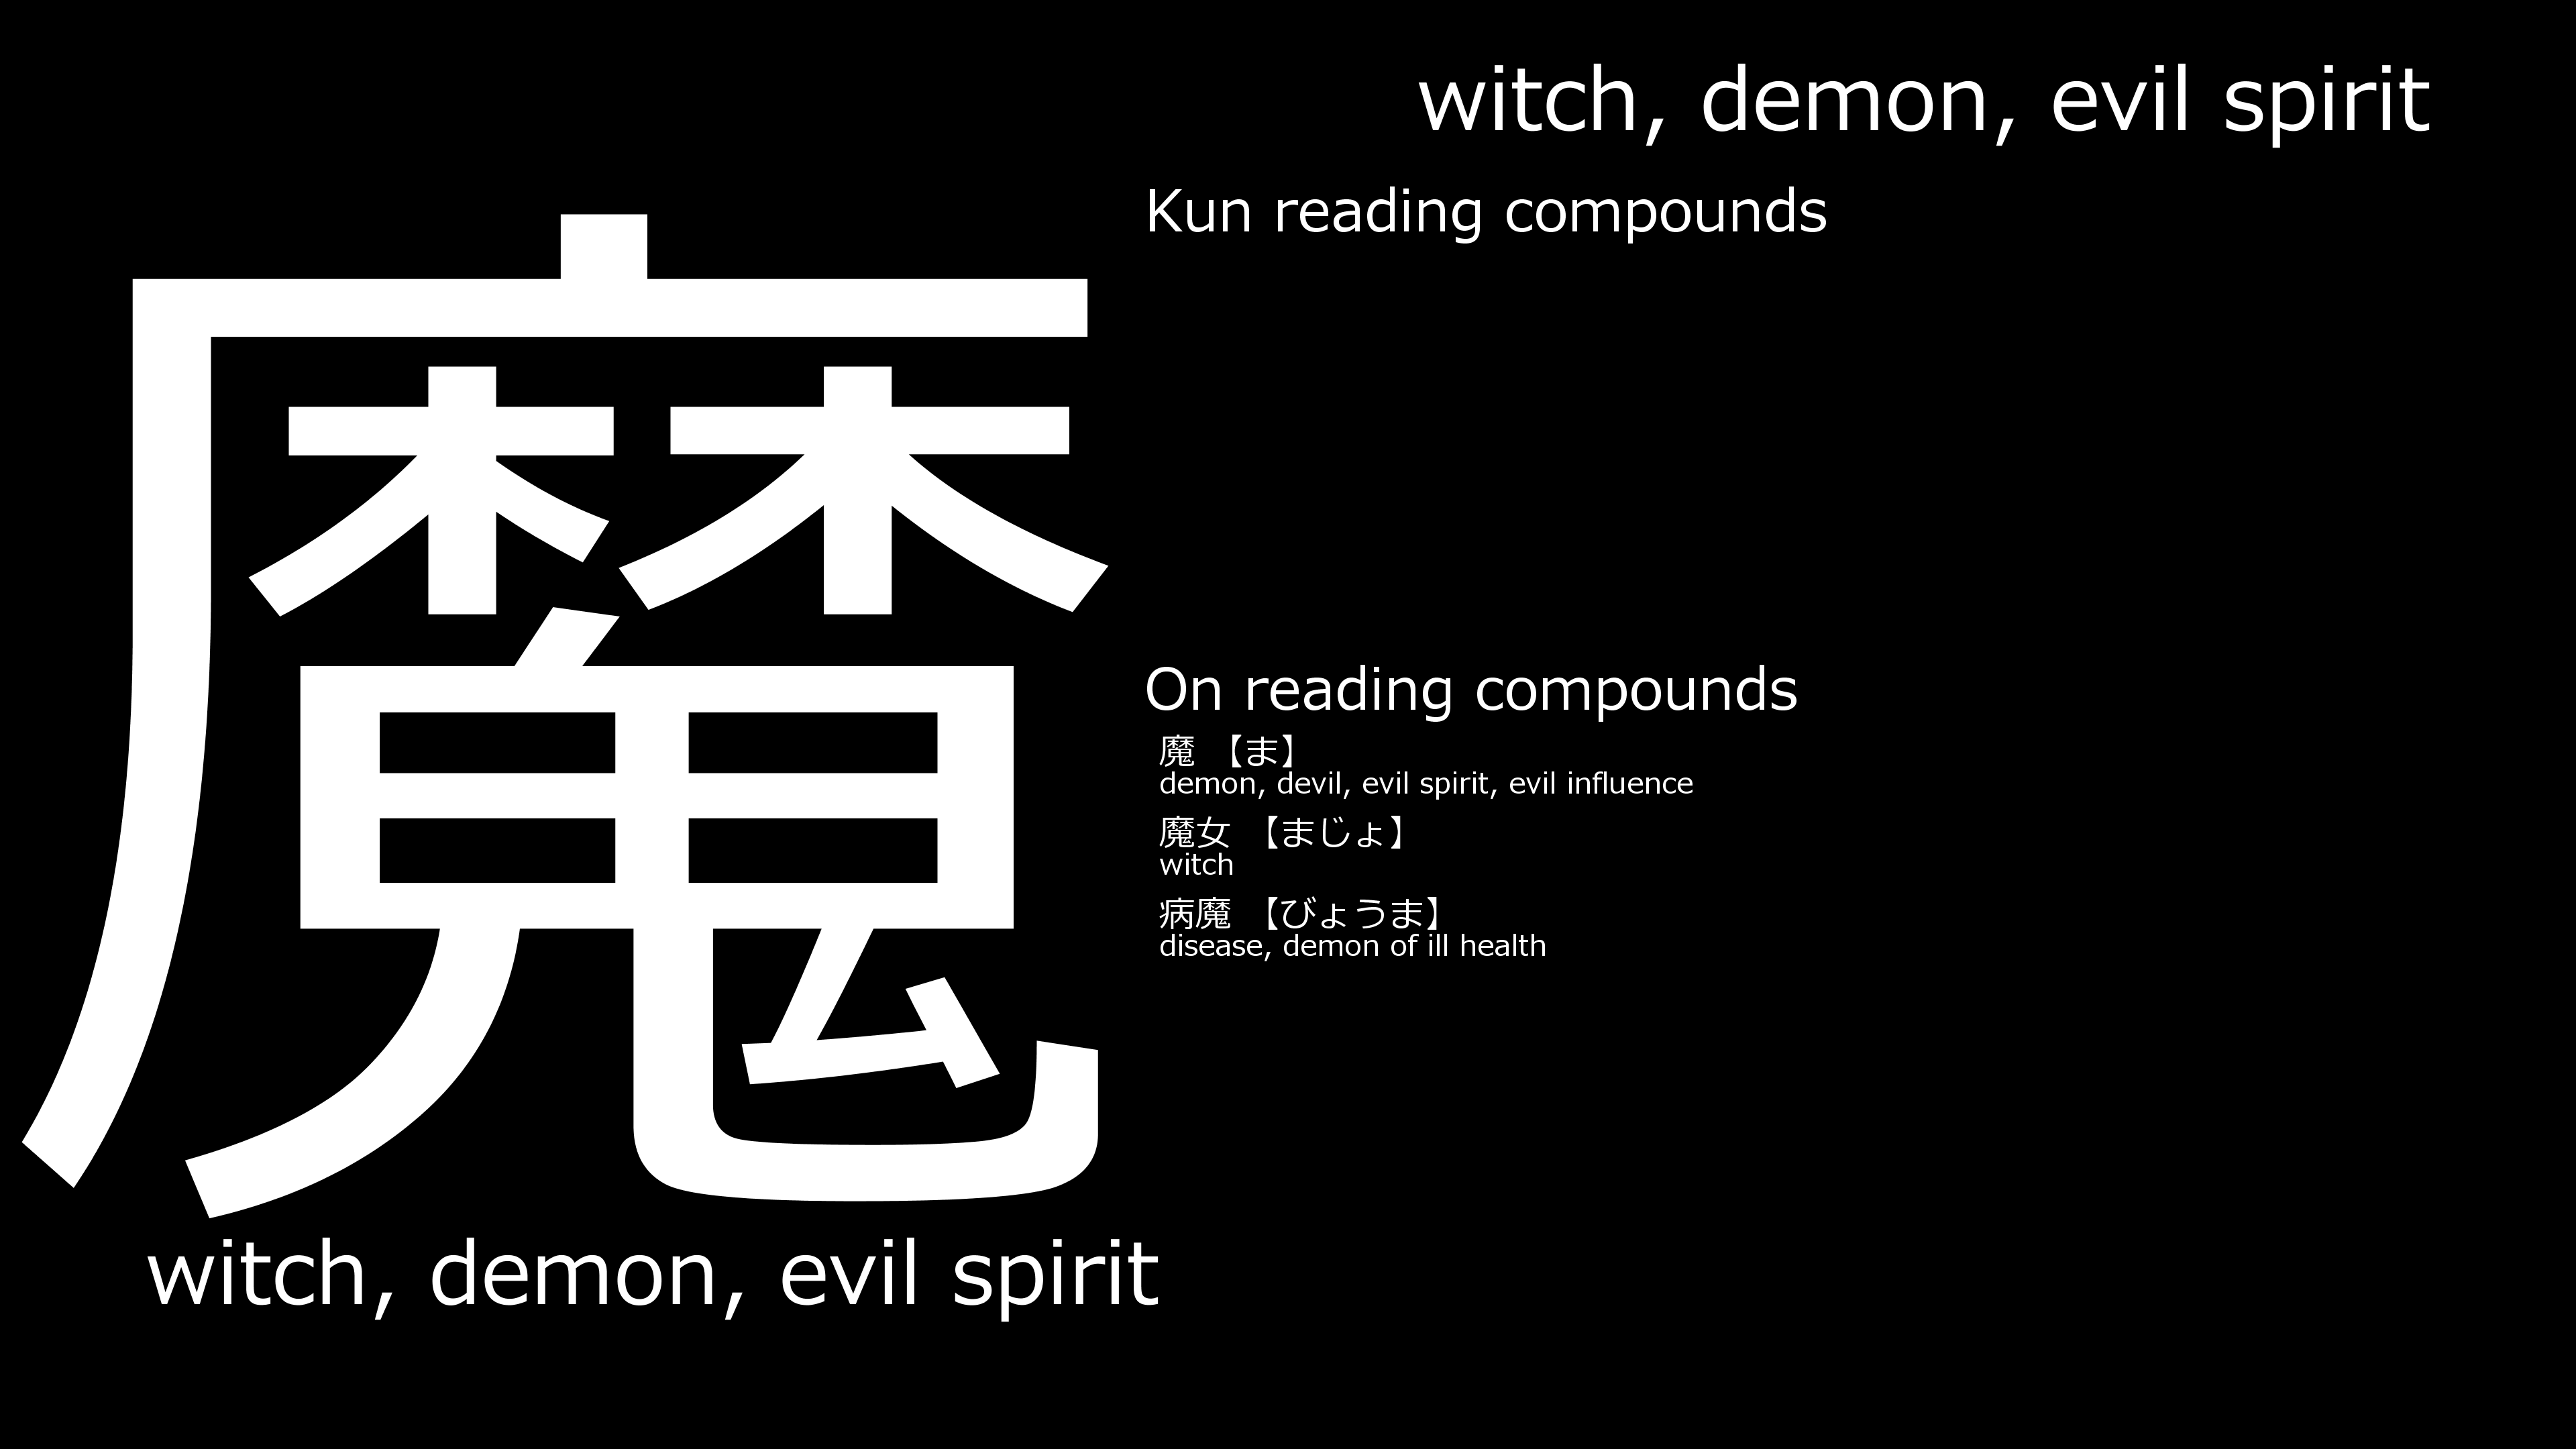 魔
witch, demon, evil spirit
witch, demon, evil spirit
Kun reading compounds
On reading compounds
魔 【ま】
demon, devil, evil spirit, evil influence
魔女 【まじょ】
witch
病魔 【びょうま】
disease, demon of ill health